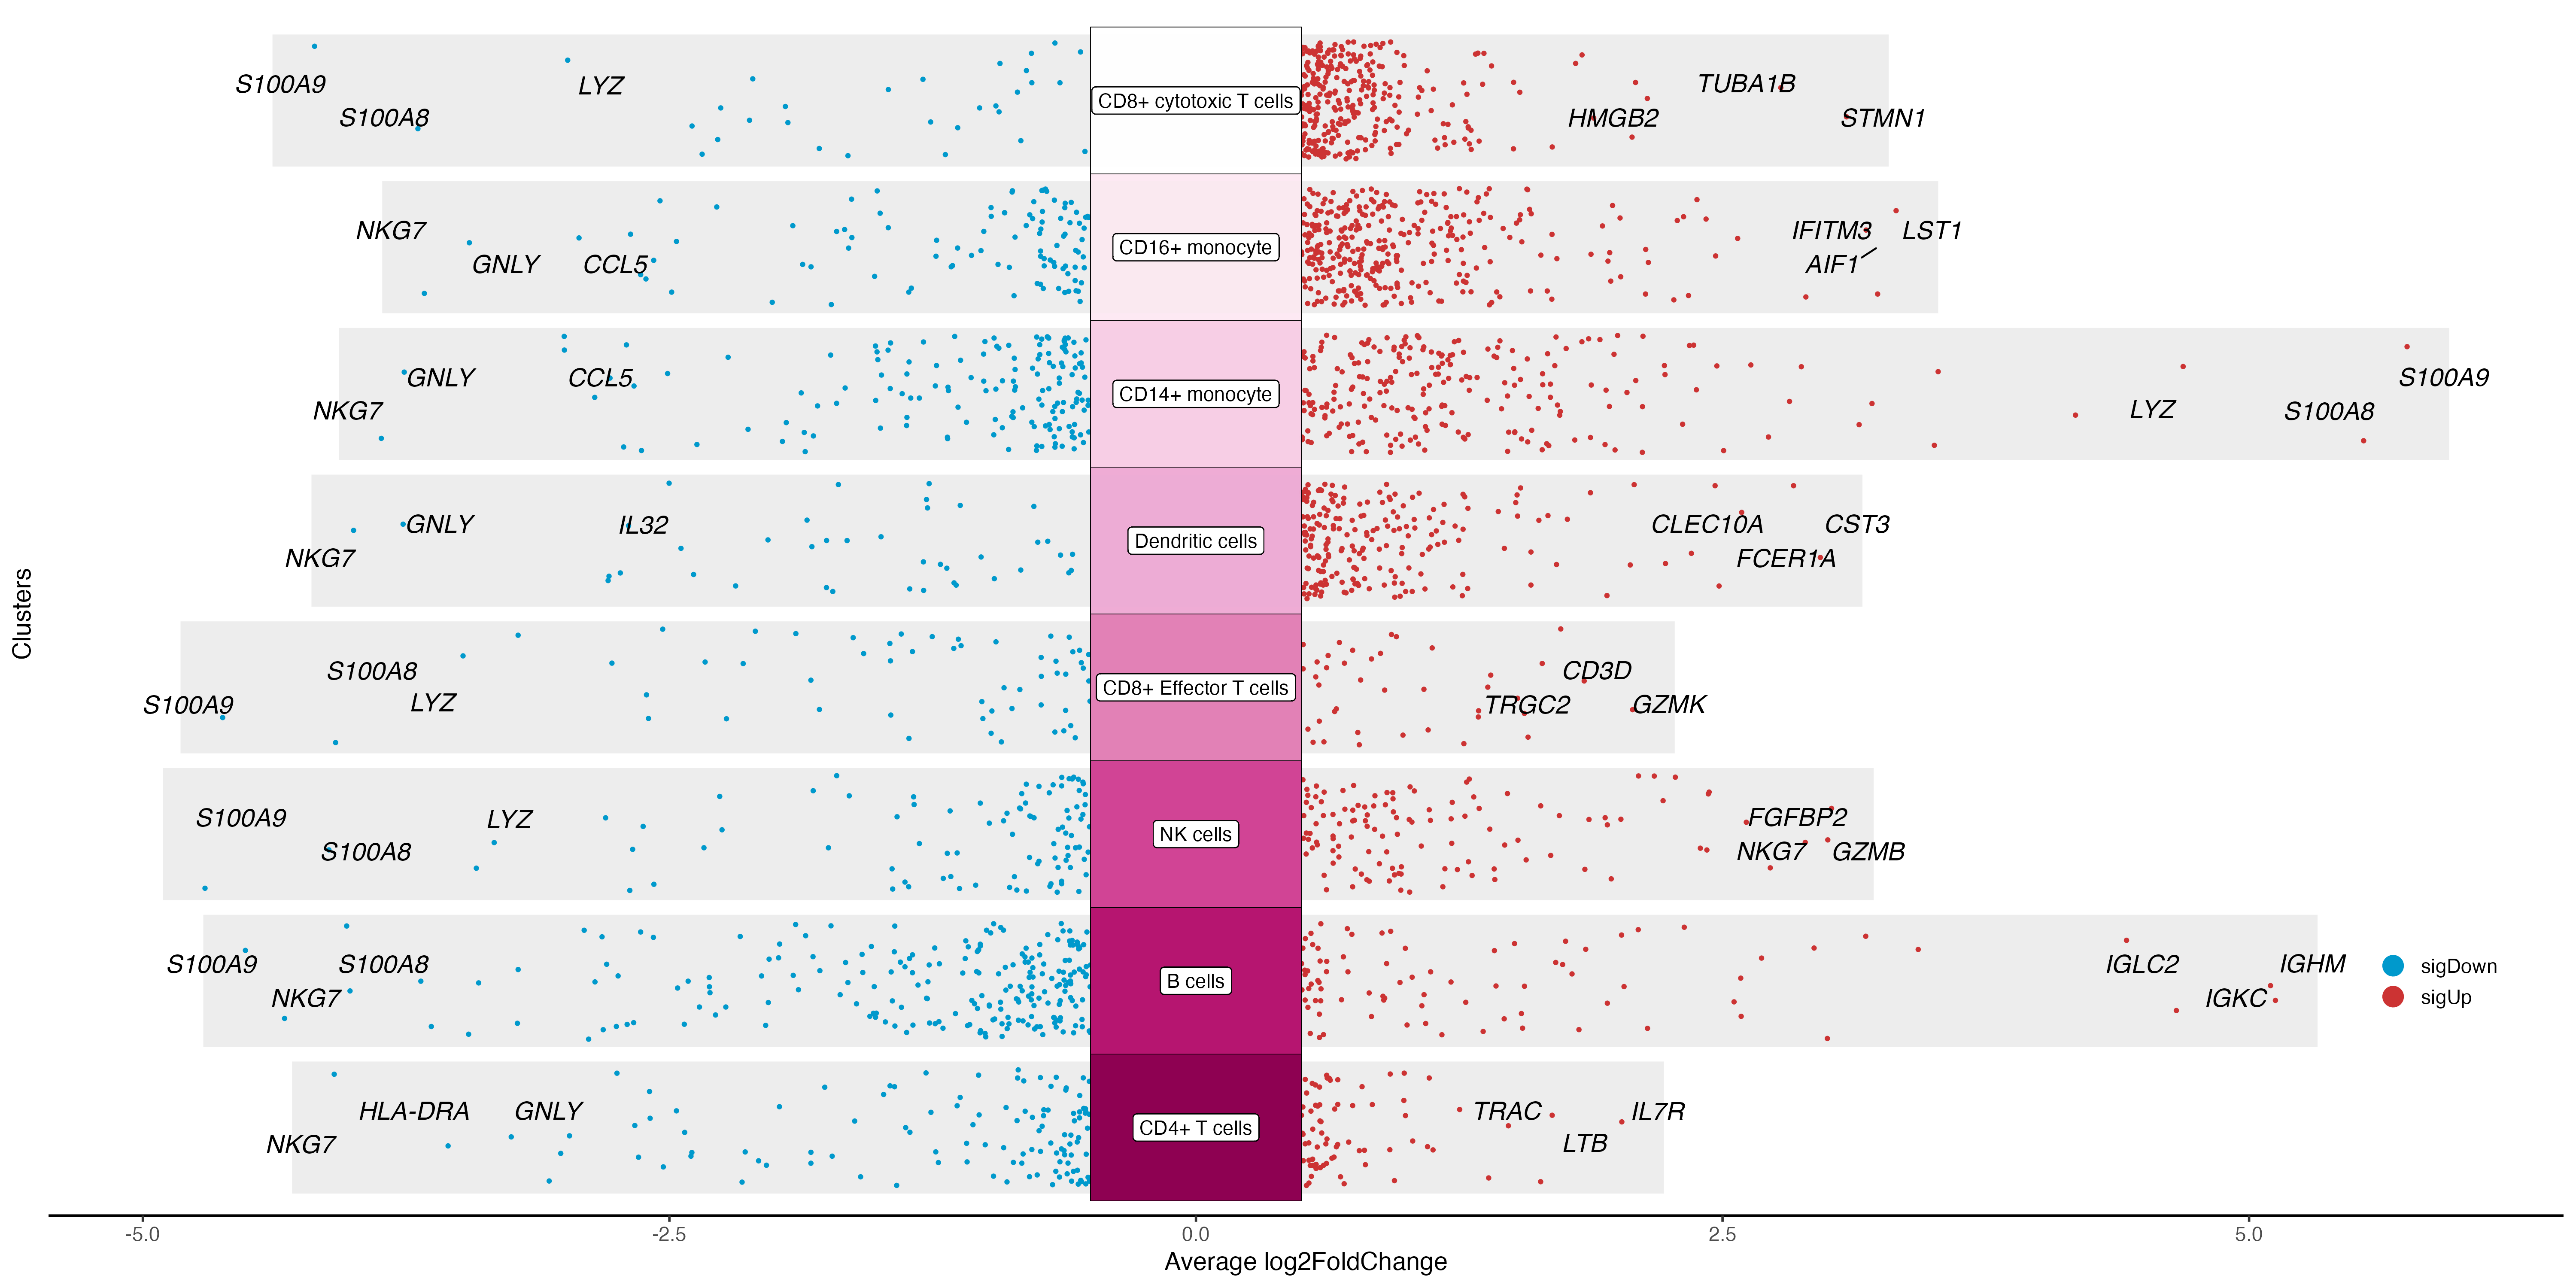 S100A9
S100A8
LYZ
CD8+ cytotoxic T cells
HMGB2
TUBA1B
STMN1
NKG7
GNLY
CCL5
CD16+ monocyte
IFITM3
AIF1
LST1
NKG7
GNLY
CCL5
CD14+ monocyte
LYZ
S100A8
S100A9
NKG7
GNLY
IL32
Dendritic cells
CLEC10A
FCER1A
CST3
S100A9
S100A8
LYZ
CD8+ Effector T cells
TRGC2
CD3D
GZMK
S100A9
S100A8
LYZ
NK cells
NKG7
FGFBP2
GZMB
S100A9
NKG7
S100A8
B cells
IGLC2
IGKC
IGHM
NKG7
HLA-DRA
GNLY
CD4+ T cells
TRAC
LTB
IL7R
sigDown
sigUp
Clusters
-5.0 -2.5 0.0 2.5 5.0
Average log2FoldChange